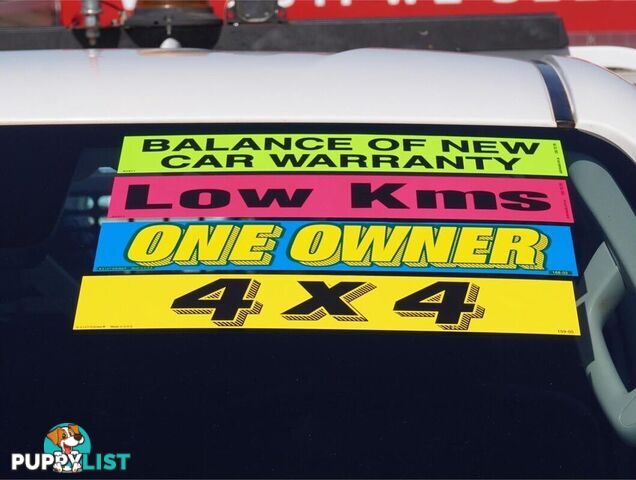 BALANCE OF NEW
CAR WARRANTY
Low Kms
ONE OWNER
4 x 4
PUPPYLIST